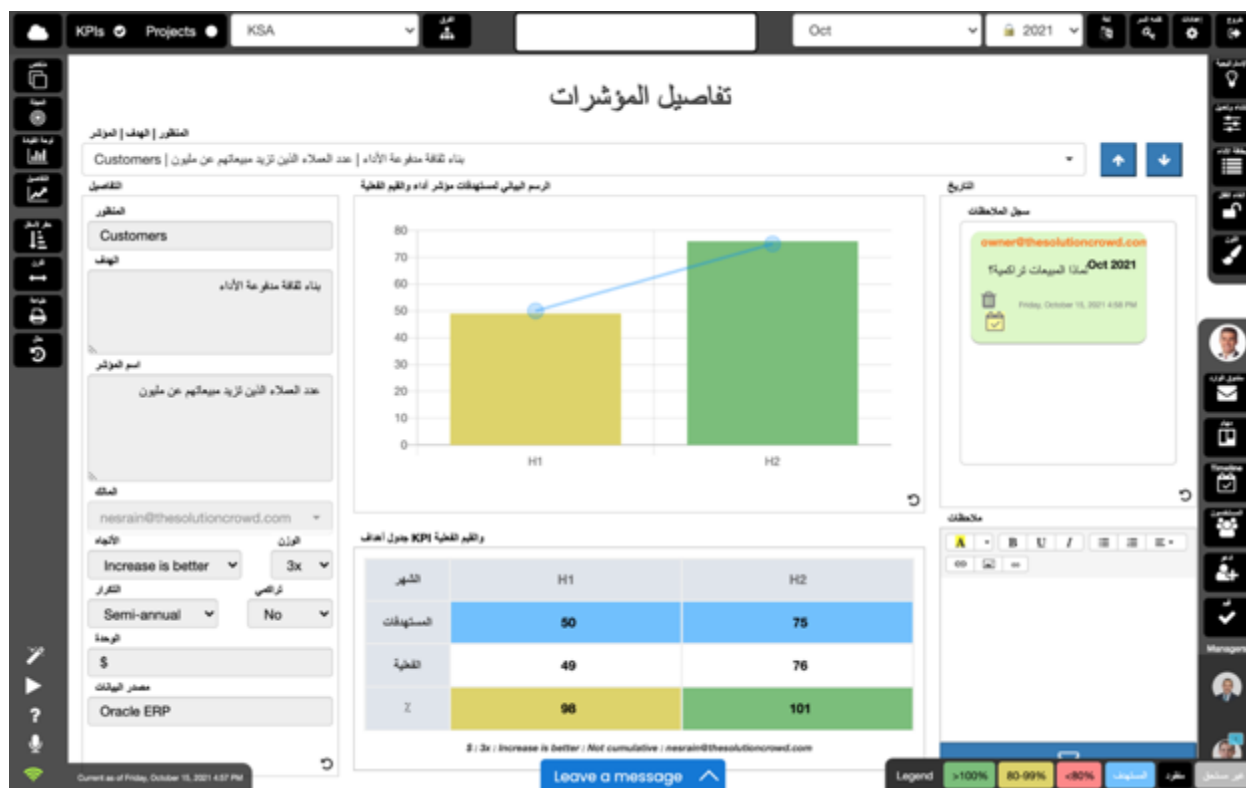 KPIs Projects KSA الفرق Oct 2021
تفاصيل المؤشرات
المنظور | الهدف | المؤشر
Customers | بناء ثقافة متفرعة الأداء | عدد العملاء الذين تزيد مبيعاتهم عن مليون
التفاصيل
المنظور
Customers
الهدف
بناء ثقافة متفرعة الأداء
اسم المؤشر
عدد العملاء الذين تزيد مبيعاتهم عن مليون
المالك
nesrain@thesolutioncrowd.com
الأتجاه الوزن
Increase is better 3x
التكرار تراكمي
Semi-annual No
الوحدة
$
مصدر البيانات
Oracle ERP
الرسم البياني لمستهدفات مؤشر أداء والقيم الفعلية
80
70
60
50
40
30
20
10
0
H1 H2
والقيم الفعلية KPI جدول أهداف
الشهر H1 H2
المستهدفات 50 75
الفعلية 49 76
٪ 98 101
$ : 3x : Increase is better : Not cumulative : nesrain@thesolutioncrowd.com
التاريخ
سجل الملاحظات
owner@thesolutioncrowd.com
Oct 2021 لماذا المبيعات تراكمية؟
Friday, October 15, 2021 4:58 PM
ملاحظات
A B U I
Timeline
Managers
Current as of Friday, October 15, 2021 4:57 PM
Leave a message
Legend >100% 80-99% <80% المستهدف